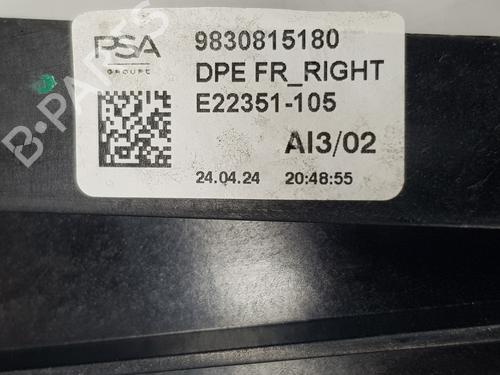 PSA
GROUPE
9830815180
DPE FR_RIGHT
E22351-105
AI3/02
24.04.24 20:48:55
B-PARTS